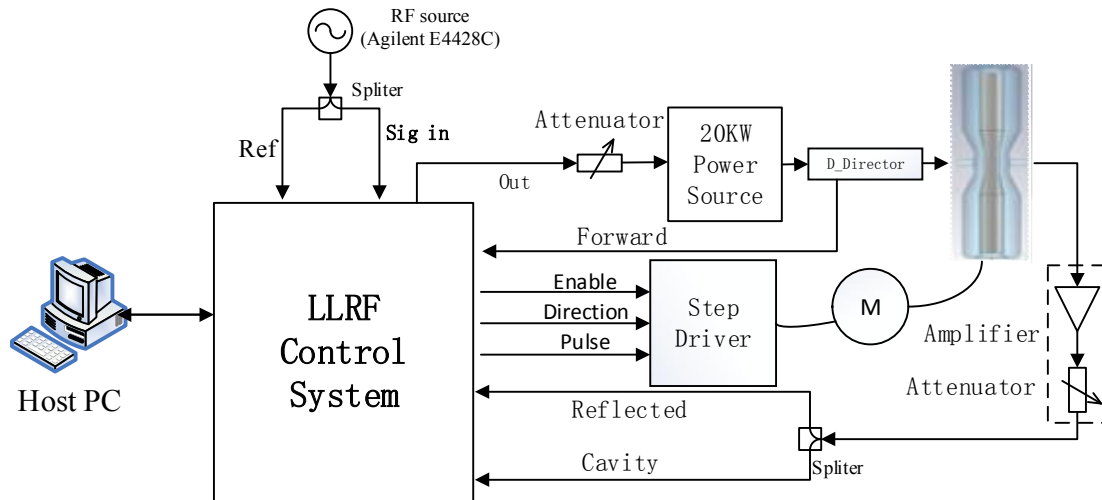 RF source
(Agilent E4428C)
Spliter
Ref
Sig in
Attenuator
Out
20KW
Power
Source
D_Director
Forward
Enable
Direction
Pulse
Step
Driver
M
Amplifier
Attenuator
LLRF
Control
System
Host PC
Reflected
Cavity
Spliter